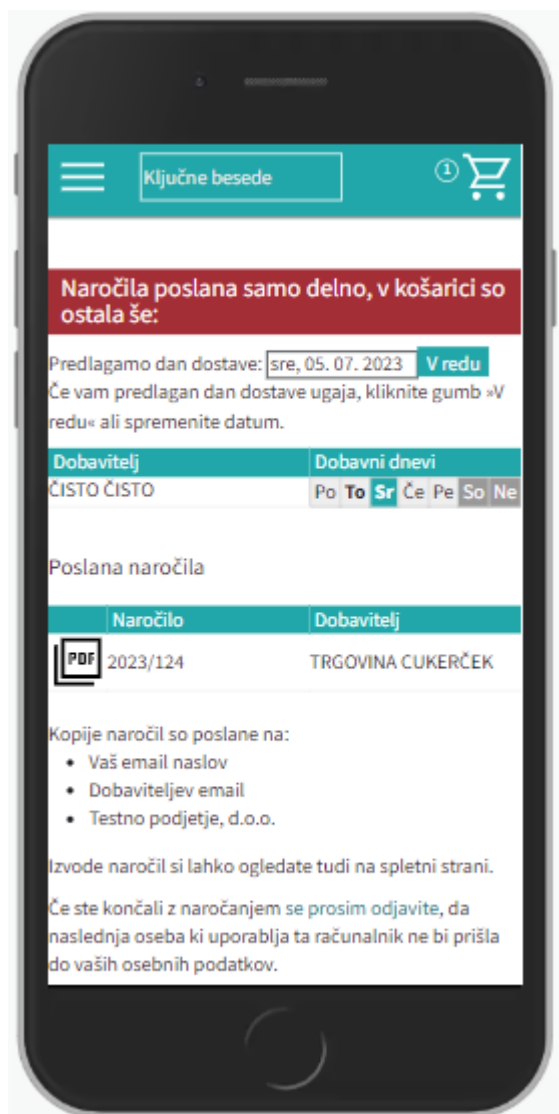 Ključne besede
1
Naročila poslana samo delno, v košarici so
ostala še:
Predlagamo dan dostave: sre, 05. 07. 2023 V redu
Če vam predlagan dan dostave ugaja, kliknite gumb »V
redu« ali spremenite datum.
Dobavitelj Dobavni dnevi
ČISTO ČISTO Po To Sr Če Pe So Ne
Poslana naročila
Naročilo Dobavitelj
PDF 2023/124 TRGOVINA CUKERČEK
Kopije naročil so poslane na:
• Vaš email naslov
• Dobaviteljev email
• Testno podjetje, d.o.o.
Izvode naročil si lahko ogledate tudi na spletni strani.
Če ste končali z naročanjem se prosim odjavite, da
naslednja oseba ki uporablja ta računalnik ne bi prišla
do vaših osebnih podatkov.